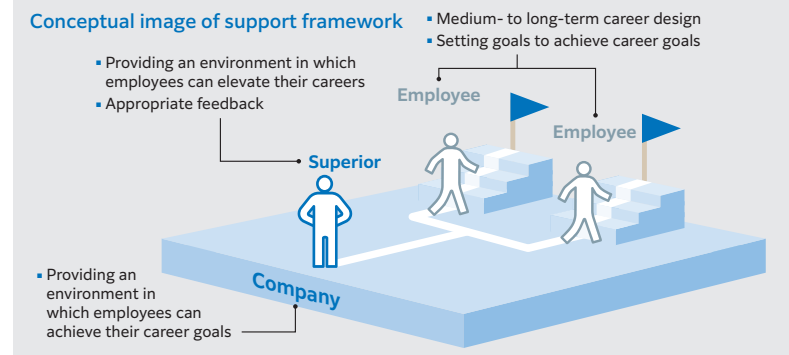 Conceptual image of support framework
▪ Medium- to long-term career design
▪ Setting goals to achieve career goals
▪ Providing an environment in which
employees can elevate their careers
▪ Appropriate feedback
Employee
Employee
Superior
▪ Providing an
environment in
which employees can
achieve their career goals
Company